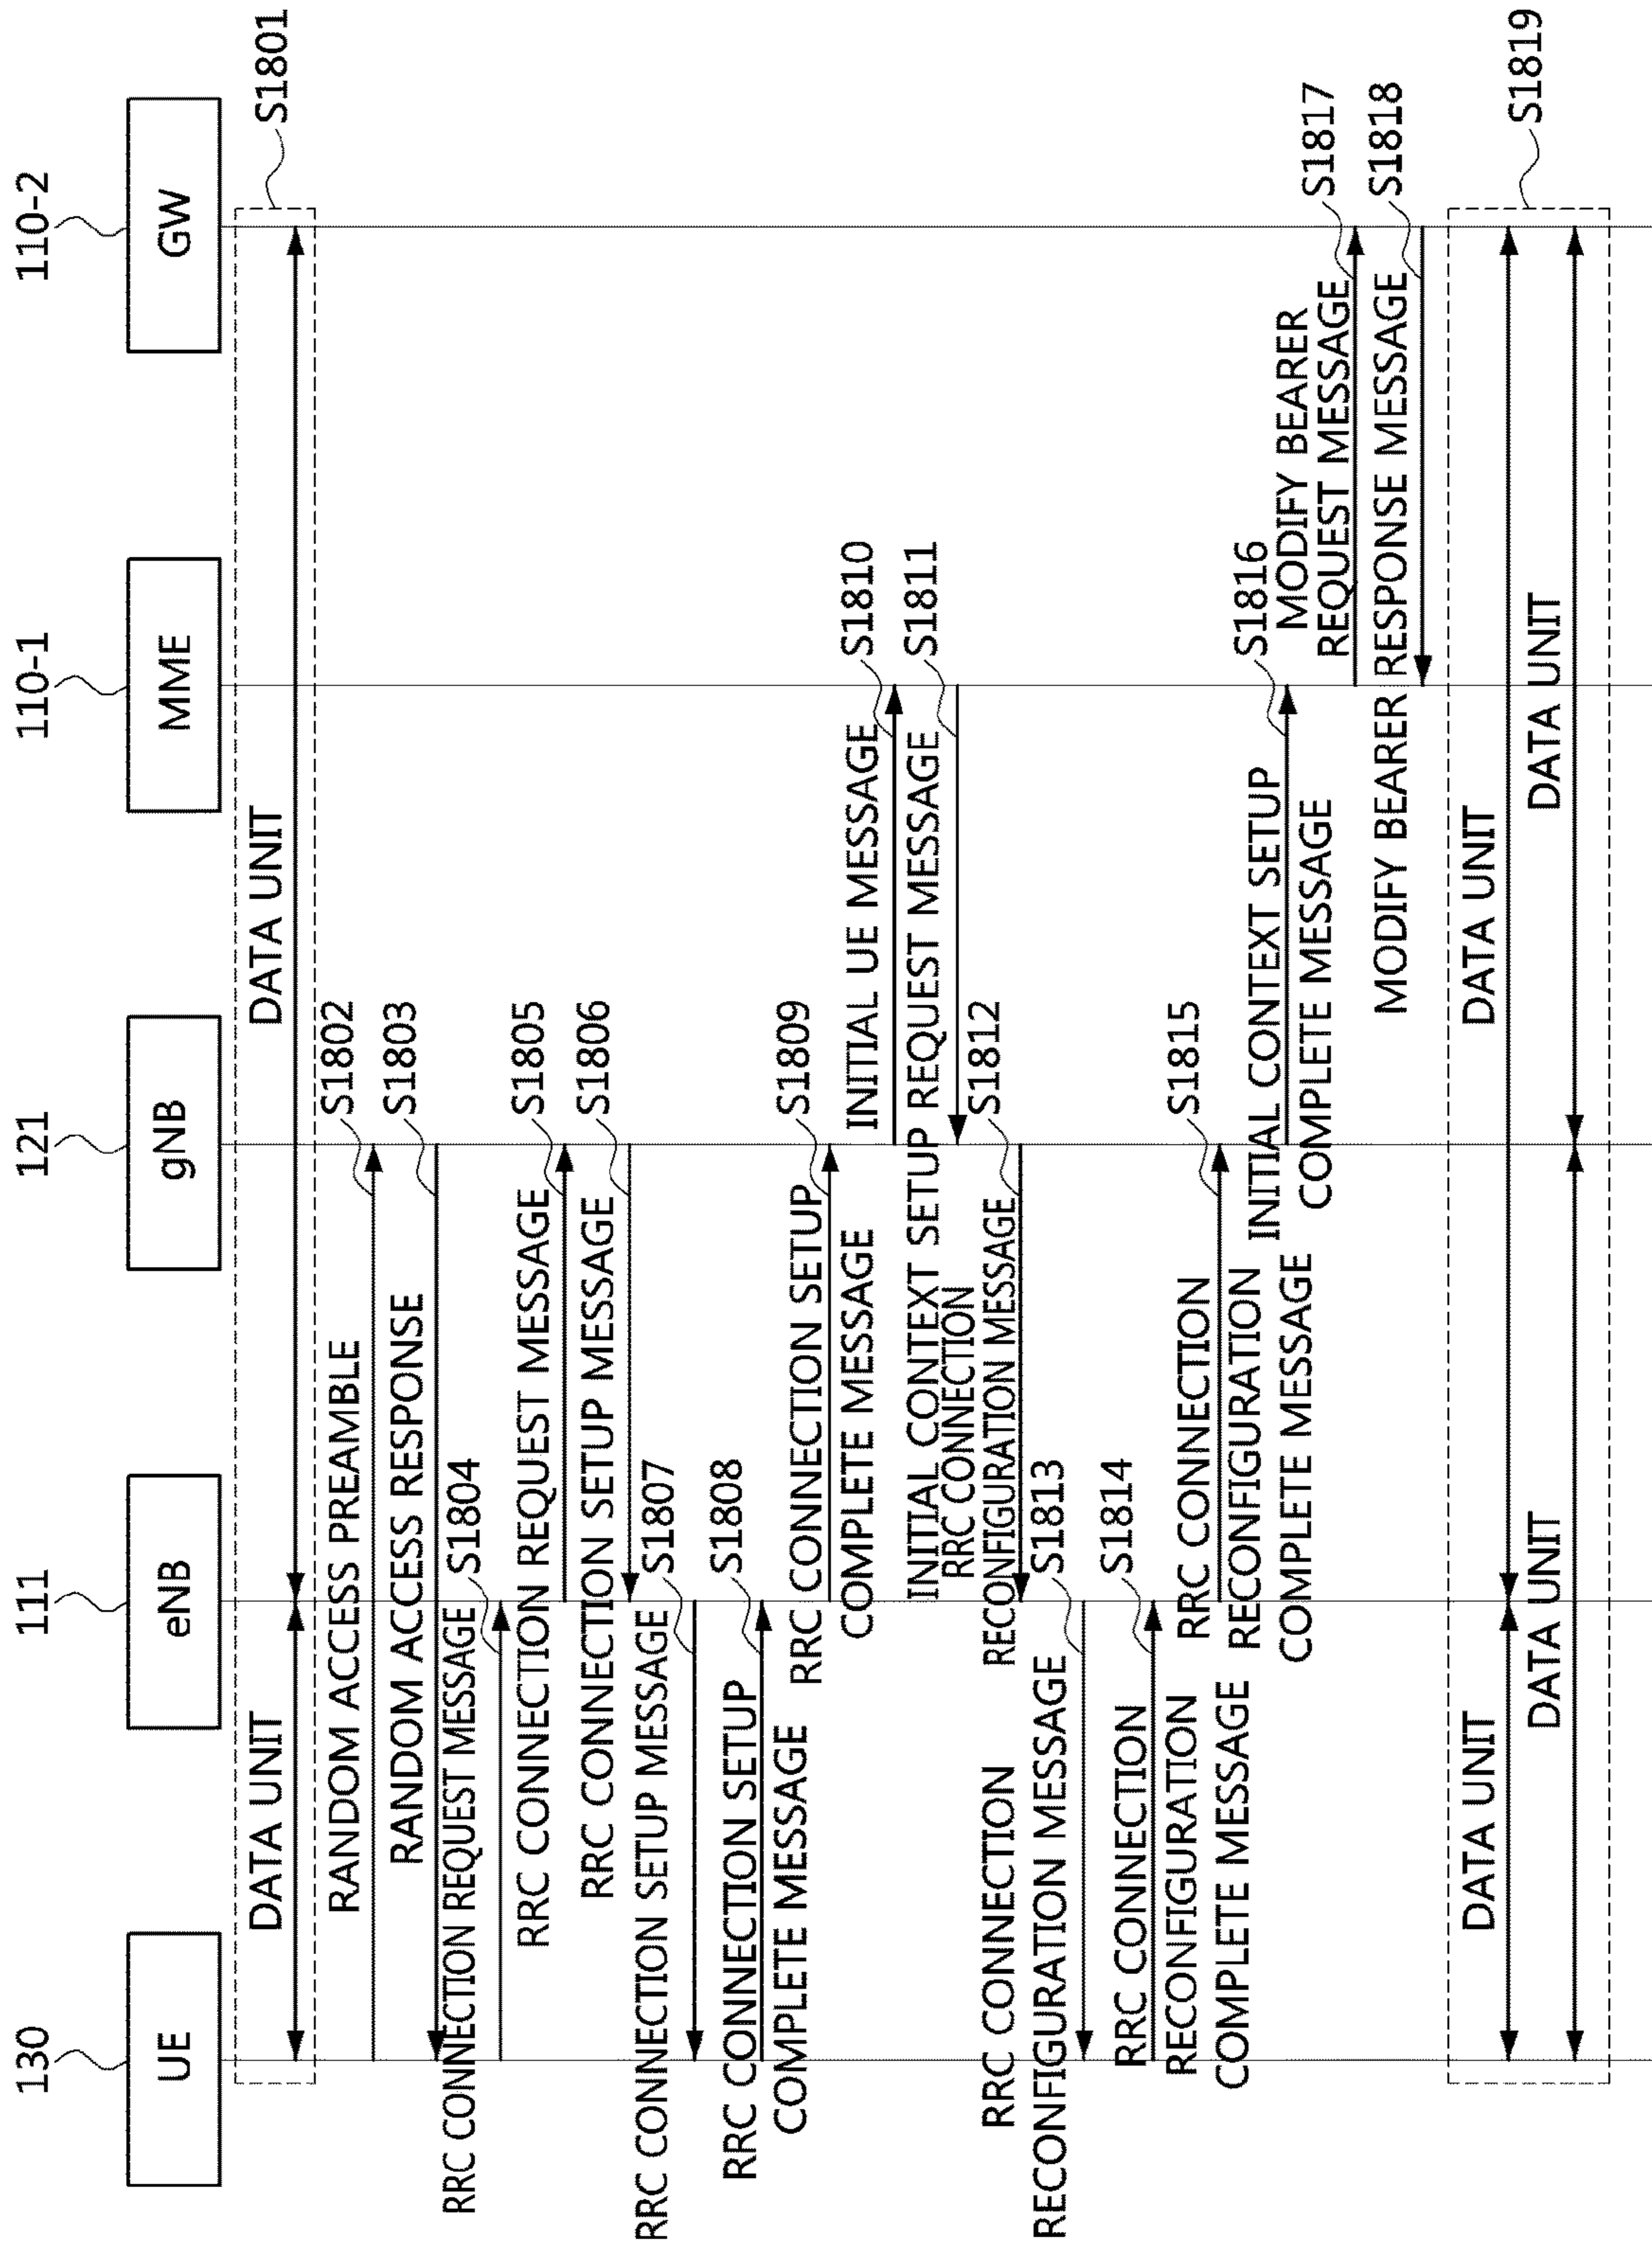 130
111
121
110-1
110-2
UE
eNB
gNB
MME
GW
DATA UNIT
DATA UNIT
S1801
RANDOM ACCESS PREAMBLE
S1802
RANDOM ACCESS RESPONSE
S1803
RRC CONNECTION REQUEST MESSAGE
S1804
RRC CONNECTION REQUEST MESSAGE
S1805
RRC CONNECTION SETUP MESSAGE
S1806
RRC CONNECTION SETUP MESSAGE
S1807
RRC CONNECTION SETUP
COMPLETE MESSAGE
S1808
RRC CONNECTION SETUP
COMPLETE MESSAGE
S1809
INITIAL UE MESSAGE
S1810
INITIAL CONTEXT SETUP REQUEST MESSAGE
S1811
RRC CONNECTION
RECONFIGURATION MESSAGE
S1812
RRC CONNECTION
RECONFIGURATION MESSAGE
S1813
RRC CONNECTION
RECONFIGURATION
COMPLETE MESSAGE
S1814
RRC CONNECTION
RECONFIGURATION
COMPLETE MESSAGE
S1815
INITIAL CONTEXT SETUP
COMPLETE MESSAGE
S1816
MODIFY BEARER
REQUEST MESSAGE
S1817
MODIFY BEARER RESPONSE MESSAGE
S1818
DATA UNIT
DATA UNIT
S1819
DATA UNIT
DATA UNIT